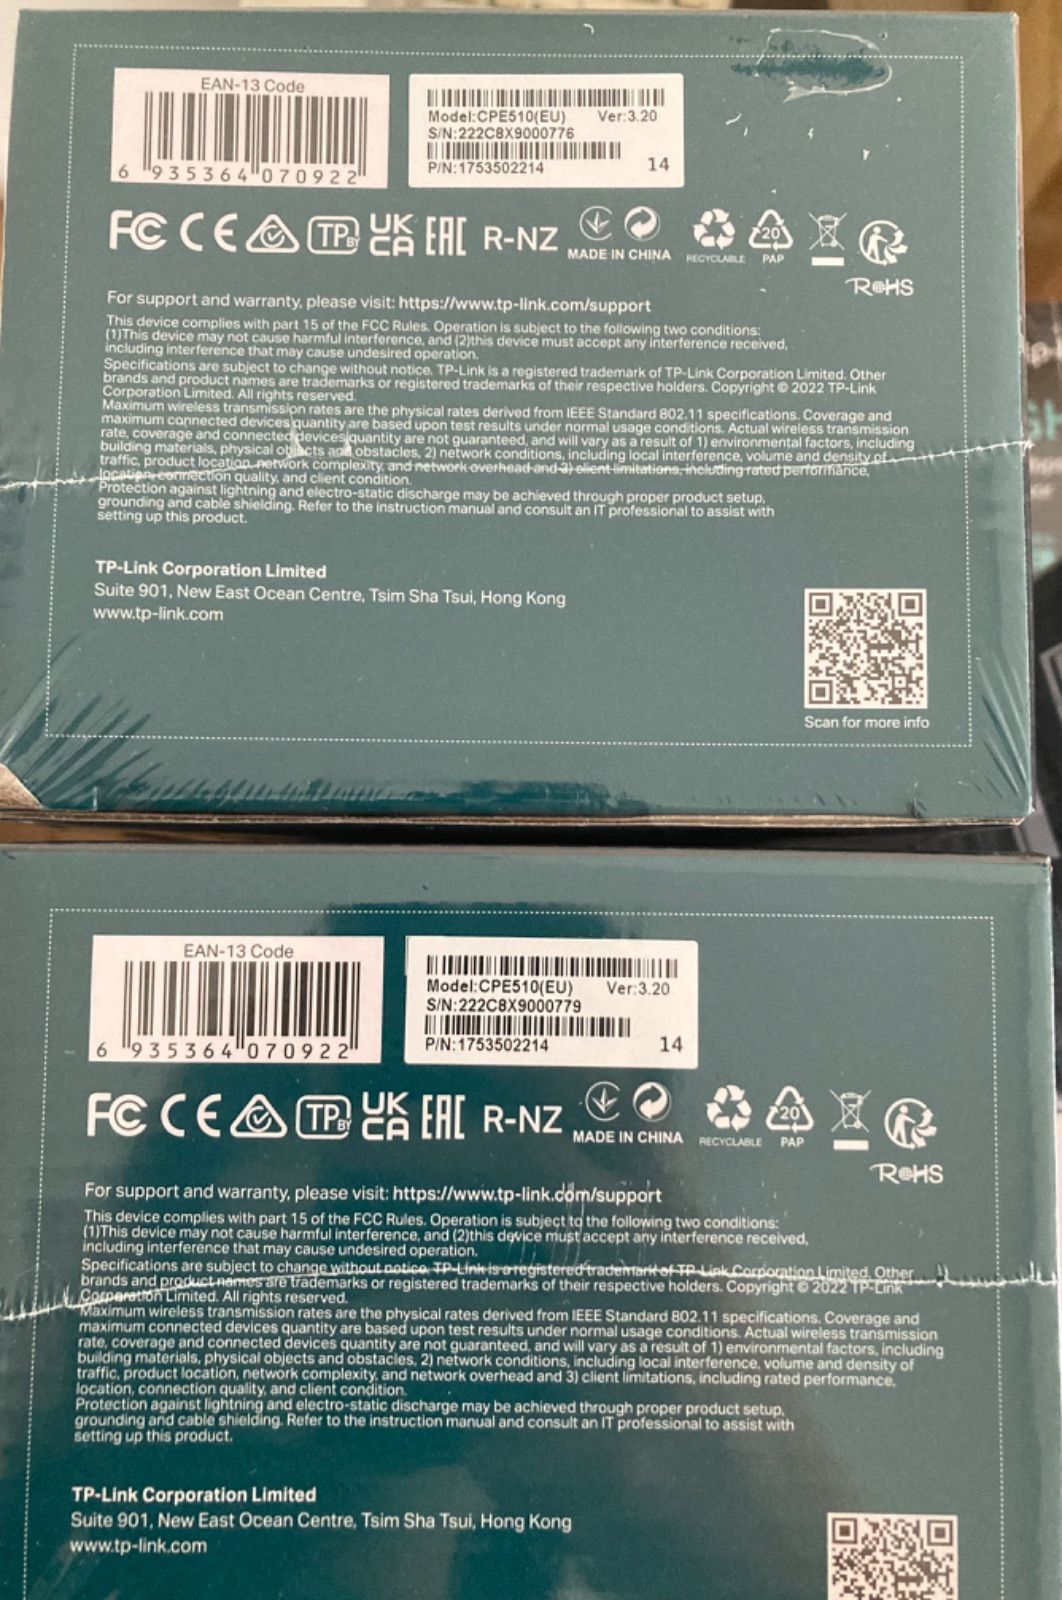 EAN-13 Code
6 935364 070922
Model:CPE510(EU) Ver:3.20
S/N:222C8X9000776
P/N:1753502214 14
FC CE TP BY UK CA EAC R-NZ
MADE IN CHINA
RECYCLABLE
20
PAP
RoHS
For support and warranty, please visit: https://www.tp-link.com/support
This device complies with part 15 of the FCC Rules. Operation is subject to the following two conditions:
(1)This device may not cause harmful interference, and (2)this device must accept any interference received,
including interference that may cause undesired operation.
Specifications are subject to change without notice. TP-Link is a registered trademark of TP-Link Corporation Limited. Other
brands and product names are trademarks or registered trademarks of their respective holders. Copyright © 2022 TP-Link
Corporation Limited. All rights reserved.
Maximum wireless transmission rates are the physical rates derived from IEEE Standard 802.11 specifications. Coverage and
maximum connected devices quantity are based upon test results under normal usage conditions. Actual wireless transmission
rate, coverage and connected devices quantity are not guaranteed, and will vary as a result of 1) environmental factors, including
building materials, physical objects and obstacles, 2) network conditions, including local interference, volume and density of
traffic, product location, network complexity, and network overhead and 3) client limitations, including rated performance,
location, connection quality, and client condition.
Protection against lightning and electro-static discharge may be achieved through proper product setup,
grounding and cable shielding. Refer to the instruction manual and consult an IT professional to assist with
setting up this product.
TP-Link Corporation Limited
Suite 901, New East Ocean Centre, Tsim Sha Tsui, Hong Kong
www.tp-link.com
Scan for more info
EAN-13 Code
6 935364 070922
Model:CPE510(EU) Ver:3.20
S/N:222C8X9000779
P/N:1753502214 14
FC CE TP BY UK CA EAC R-NZ
MADE IN CHINA
RECYCLABLE
20
PAP
RoHS
For support and warranty, please visit: https://www.tp-link.com/support
This device complies with part 15 of the FCC Rules. Operation is subject to the following two conditions:
(1)This device may not cause harmful interference, and (2)this device must accept any interference received,
including interference that may cause undesired operation.
Specifications are subject to change without notice. TP-Link is a registered trademark of TP-Link Corporation Limited. Other
brands and product names are trademarks or registered trademarks of their respective holders. Copyright © 2022 TP-Link
Corporation Limited. All rights reserved.
Maximum wireless transmission rates are the physical rates derived from IEEE Standard 802.11 specifications. Coverage and
maximum connected devices quantity are based upon test results under normal usage conditions. Actual wireless transmission
rate, coverage and connected devices quantity are not guaranteed, and will vary as a result of 1) environmental factors, including
building materials, physical objects and obstacles, 2) network conditions, including local interference, volume and density of
traffic, product location, network complexity, and network overhead and 3) client limitations, including rated performance,
location, connection quality, and client condition.
Protection against lightning and electro-static discharge may be achieved through proper product setup,
grounding and cable shielding. Refer to the instruction manual and consult an IT professional to assist with
setting up this product.
TP-Link Corporation Limited
Suite 901, New East Ocean Centre, Tsim Sha Tsui, Hong Kong
www.tp-link.com